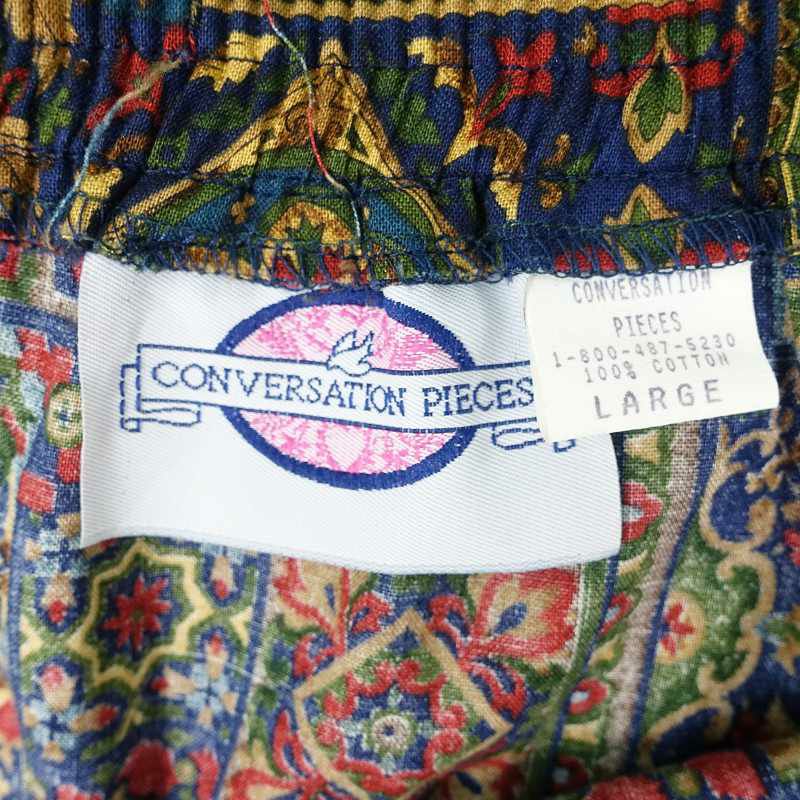 CONVERSATION PIECES
CONVERSATION
PIECES
1-800-487-5230
100% COTTON
LARGE